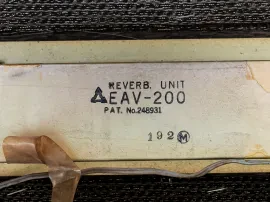 REVERB. UNIT
EAV-200
PAT. No.248931
192 M